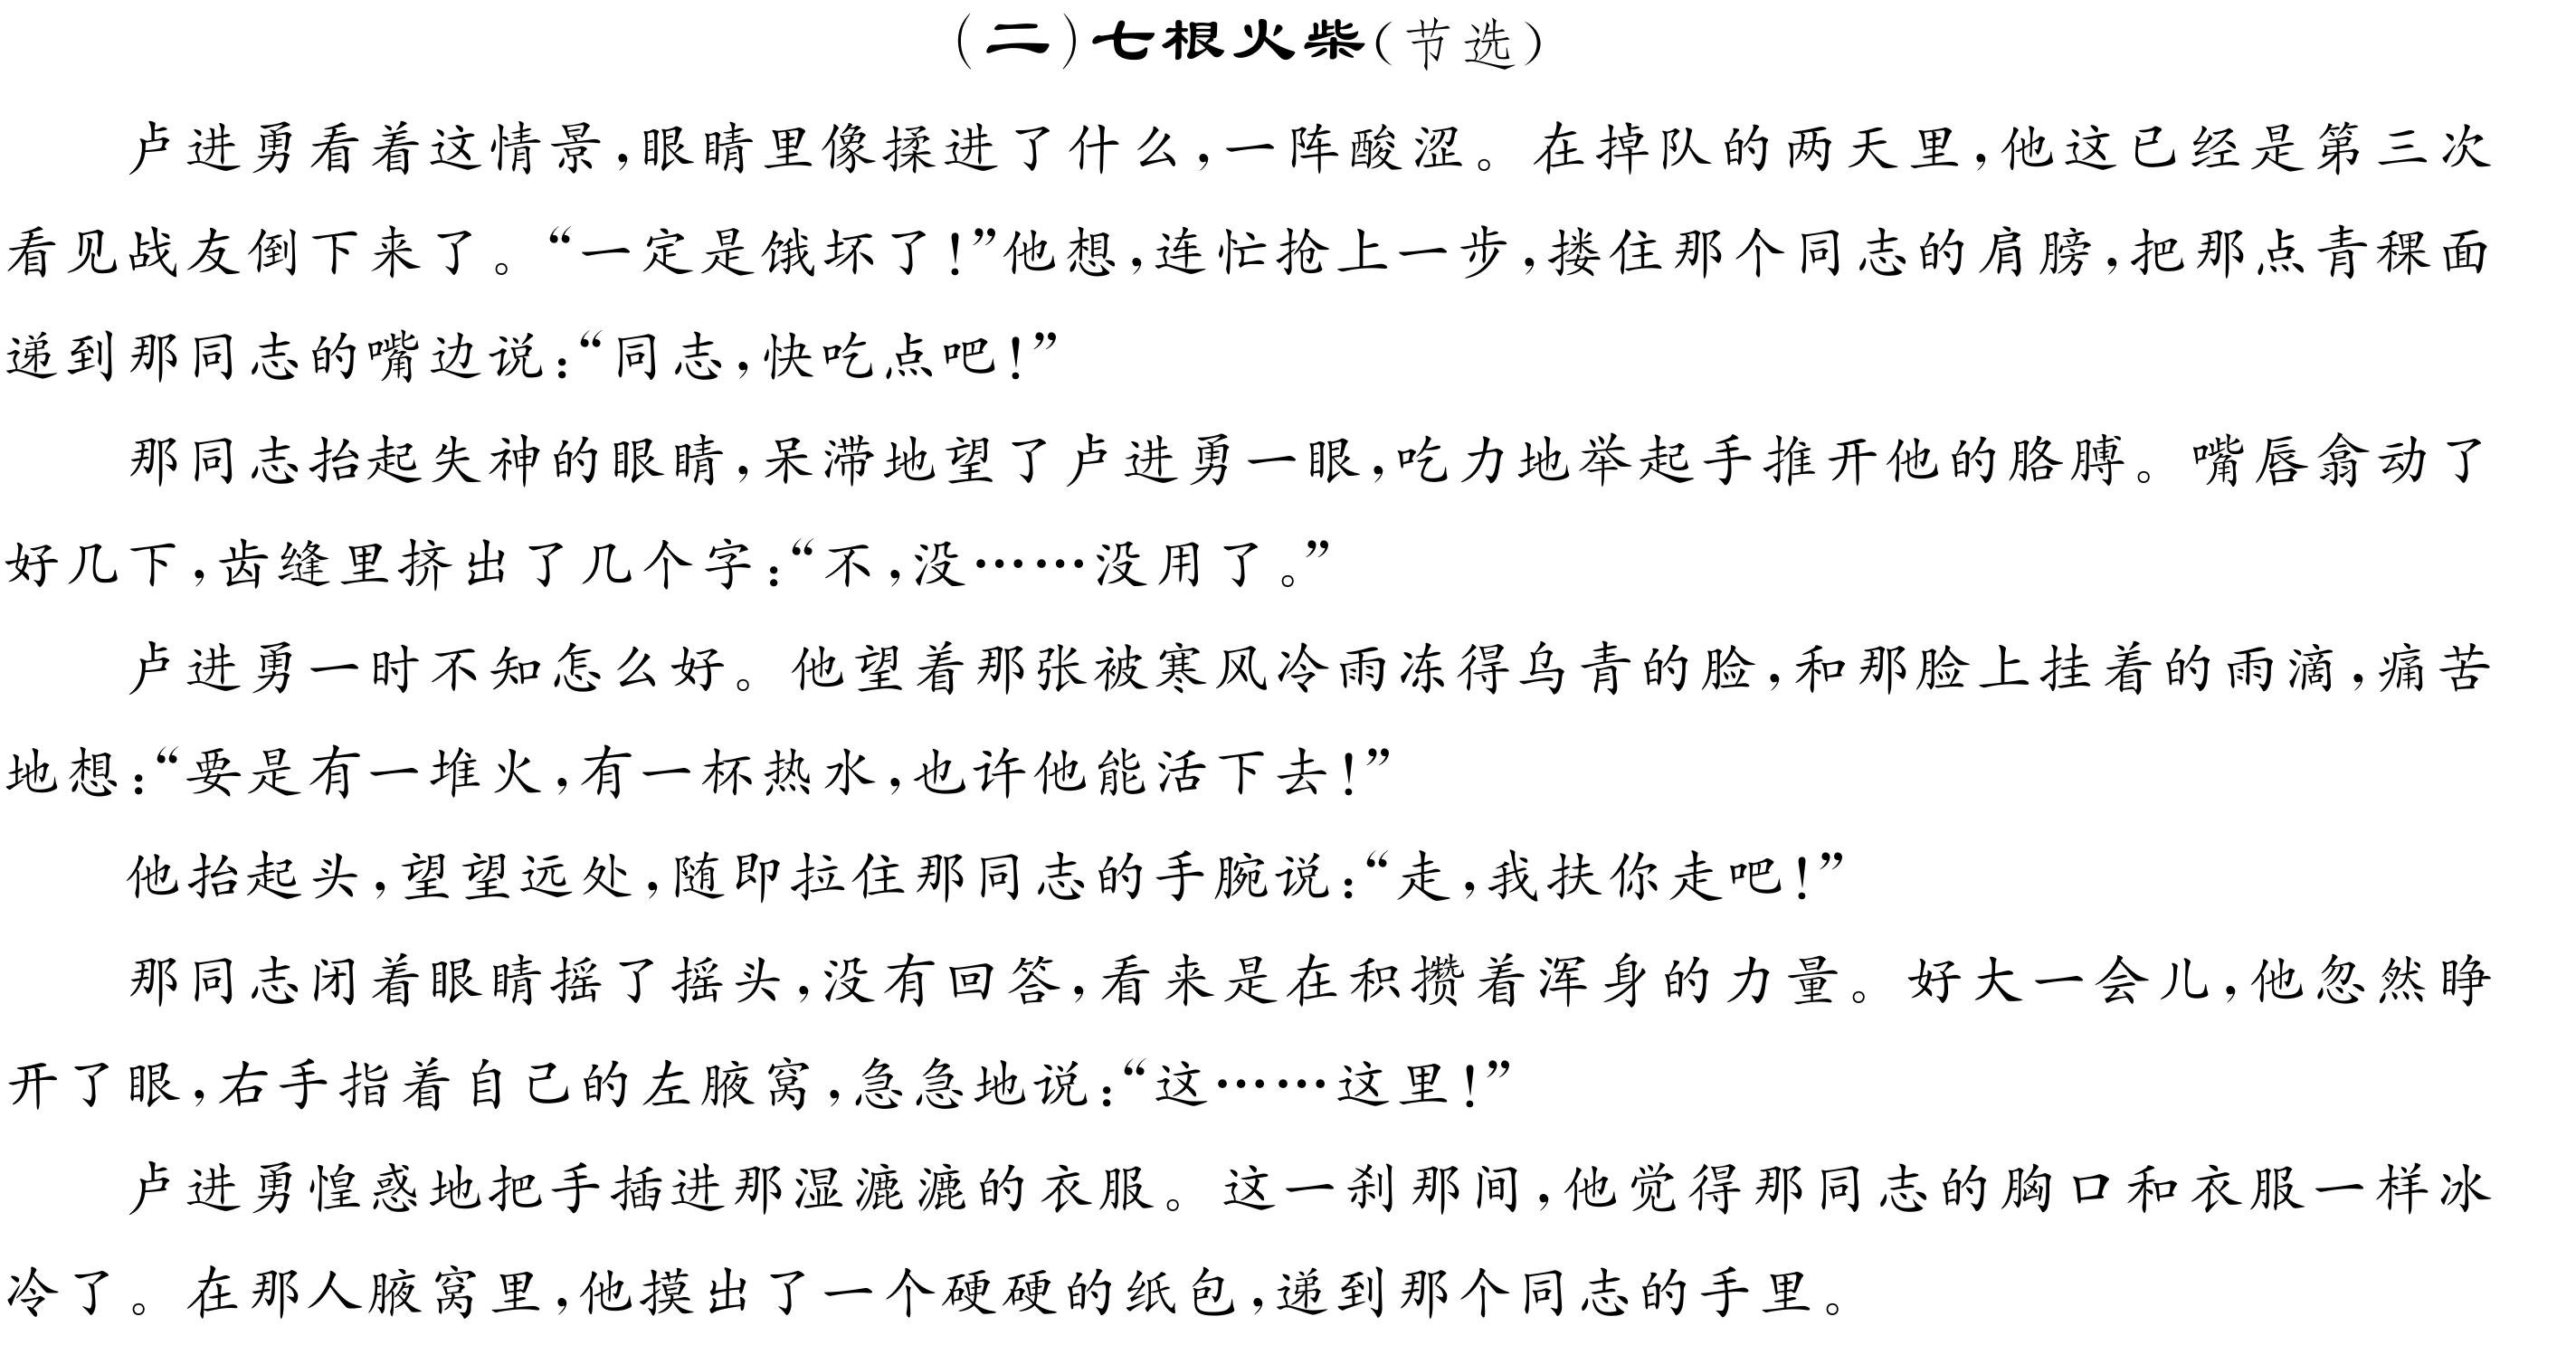 (二)七根火柴(节选)
卢进勇看着这情景,眼睛里像揉进了什么,一阵酸涩。在掉队的两天里,他这已经是第三次
看见战友倒下来了。“一定是饿坏了!”他想,连忙抢上一步,搂住那个同志的肩膀,把那点青稞面
递到那同志的嘴边说:“同志,快吃点吧!”
那同志抬起失神的眼睛,呆滞地望了卢进勇一眼,吃力地举起手推开他的胳膊。嘴唇翕动了
好几下,齿缝里挤出了几个字:“不,没……没用了。”
卢进勇一时不知怎么好。他望着那张被寒风冷雨冻得乌青的脸,和那脸上挂着的雨滴,痛苦
地想:“要是有一堆火,有一杯热水,也许他能活下去!”
他抬起头,望望远处,随即拉住那同志的手腕说:“走,我扶你走吧!”
那同志闭着眼睛摇了摇头,没有回答,看来是在积攒着浑身的力量。好大一会儿,他忽然睁
开了眼,右手指着自己的左腋窝,急急地说:“这……这里!”
卢进勇惶惑地把手插进那湿漉漉的衣服。这一刹那间,他觉得那同志的胸口和衣服一样冰
冷了。在那人腋窝里,他摸出了一个硬硬的纸包,递到那个同志的手里。